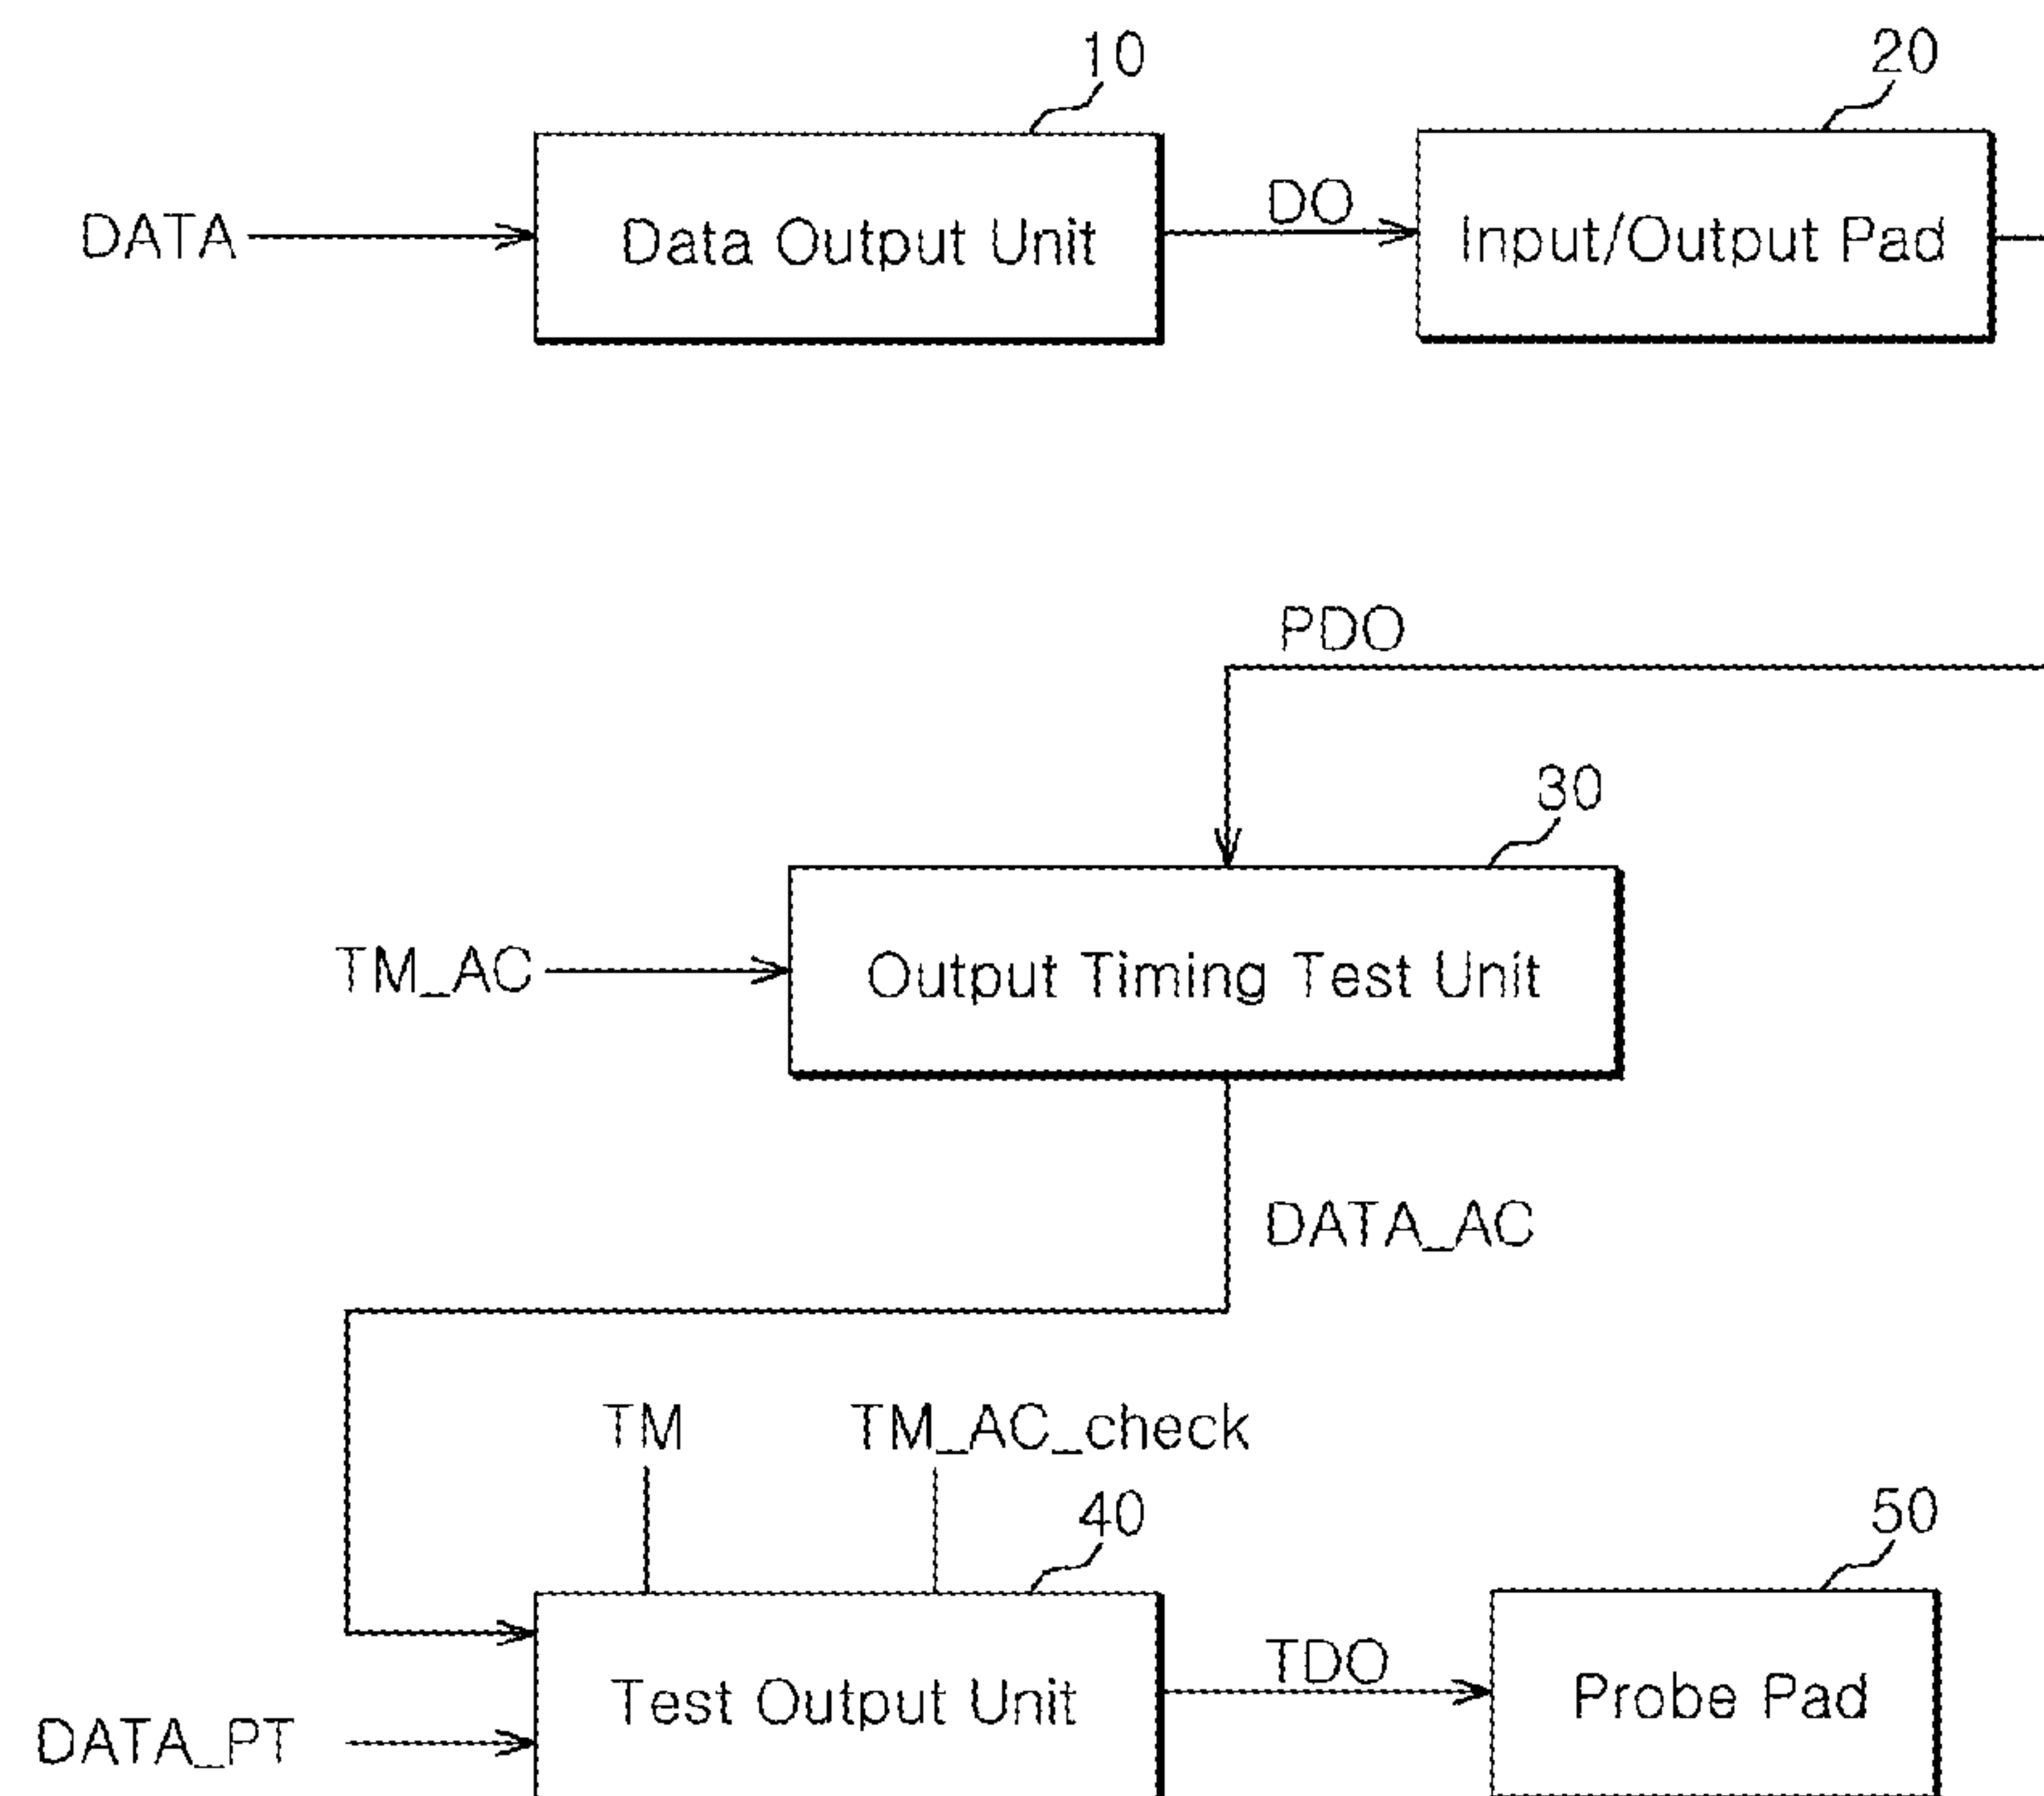 10
20
DATA
Data Output Unit
DO
Input/Output Pad
PDO
30
TM_AC
Output Timing Test Unit
DATA_AC
TM
TM_AC_check
40
50
Test Output Unit
TDO
Probe Pad
DATA_PT